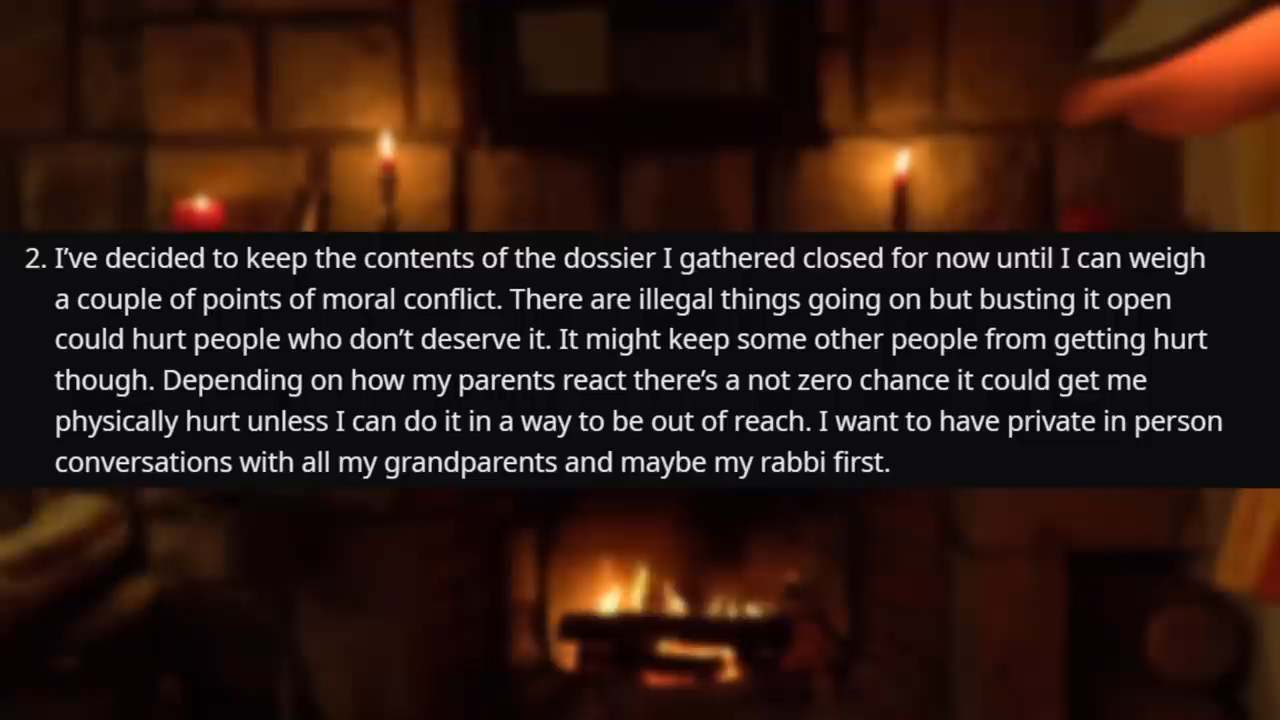 2. I’ve decided to keep the contents of the dossier I gathered closed for now until I can weigh
a couple of points of moral conflict. There are illegal things going on but busting it open
could hurt people who don’t deserve it. It might keep some other people from getting hurt
though. Depending on how my parents react there’s a not zero chance it could get me
physically hurt unless I can do it in a way to be out of reach. I want to have private in person
conversations with all my grandparents and maybe my rabbi first.